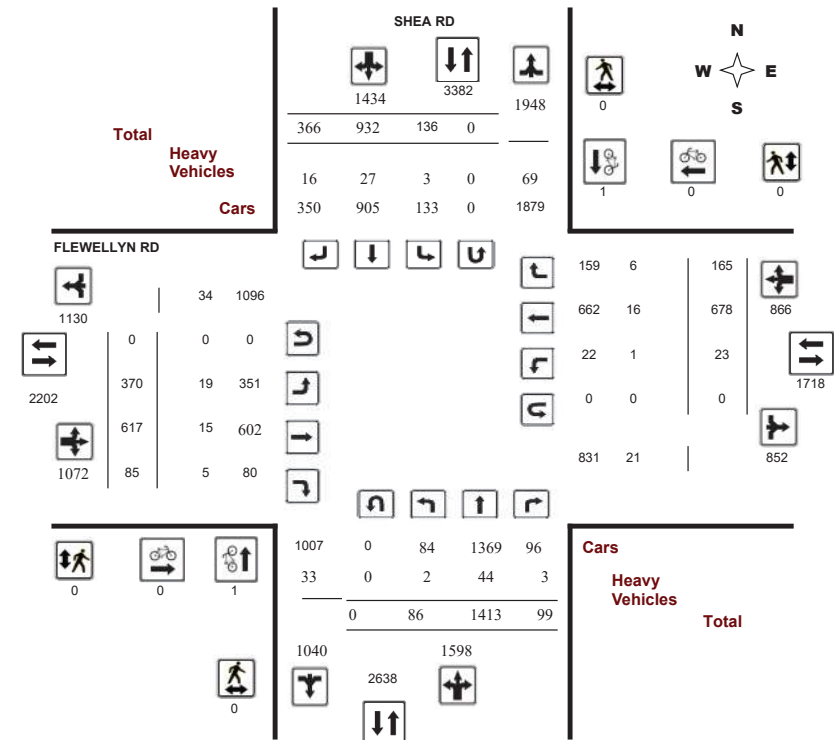 SHEA RD
N
W E
S
1434 3382 1948
0
Total 366 932 136 0
Heavy
Vehicles
16 27 3 0 69
1 0 0
Cars 350 905 133 0 1879
FLEWELLYN RD
1130
34 1096
159 6 165
866
0 0 0
662 16 678
2202
370 19 351
22 1 23
1718
617 15 602
0 0 0
1072 85 5 80
831 21 852
1007 0 84 1369 96 Cars
33 0 2 44 3 Heavy
Vehicles
0 0 1
0 86 1413 99 Total
1040 1598
2638
0